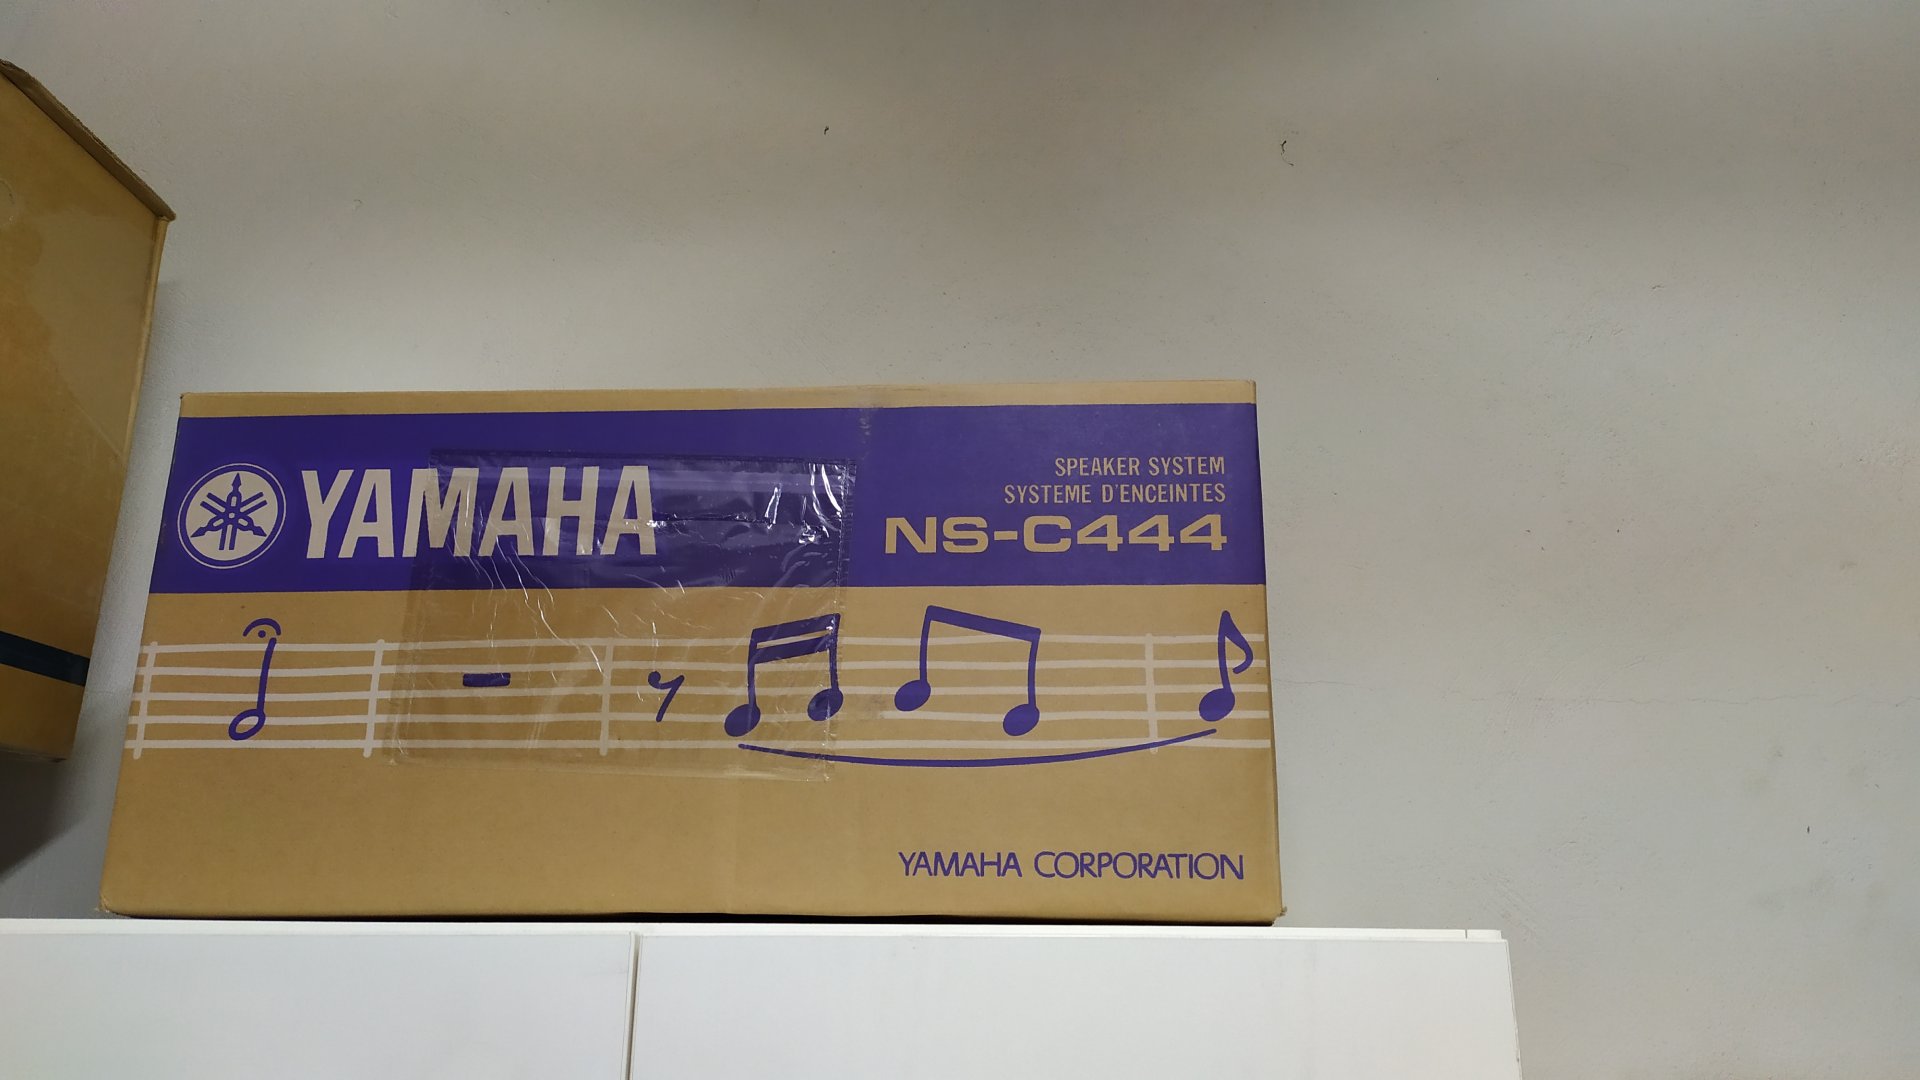 YAMAHA
SPEAKER SYSTEM
SYSTEME D'ENCEINTES
NS-C444
YAMAHA CORPORATION